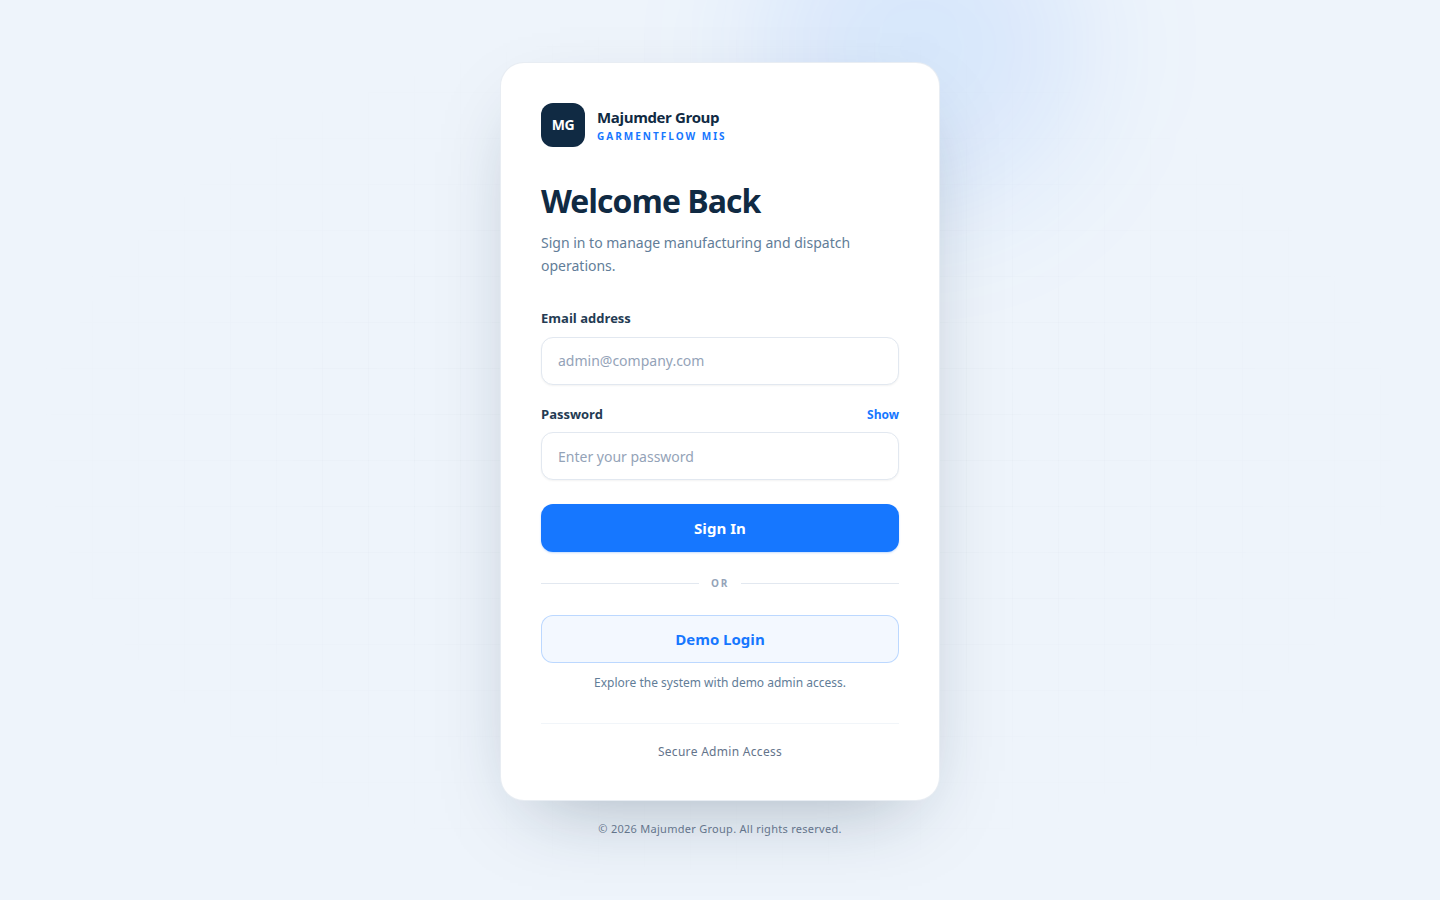 MG
Majumder Group
GARMENTFLOW MIS
Welcome Back
Sign in to manage manufacturing and dispatch
operations.
Email address
admin@company.com
Password
Show
Enter your password
Sign In
OR
Demo Login
Explore the system with demo admin access.
Secure Admin Access
© 2026 Majumder Group. All rights reserved.